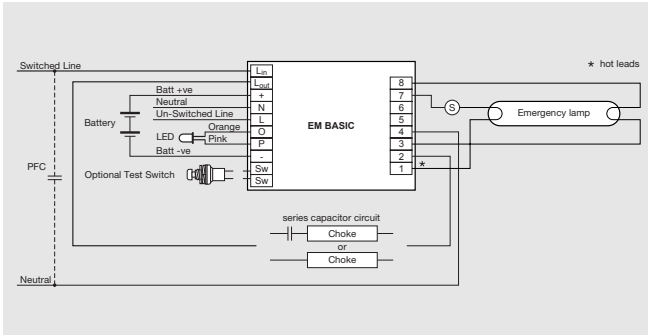 Switched Line
* hot leads
Lin
Lout
Batt +ve
+
Neutral
N
Un-Switched Line
L
Battery
Orange
O
LED
Pink
P
Batt -ve
-
Optional Test Switch
Sw
Sw
EM BASIC
8
7
6
5
4
3
2
1
*
S
Emergency lamp
PFC
series capacitor circuit
Choke
or
Choke
Neutral